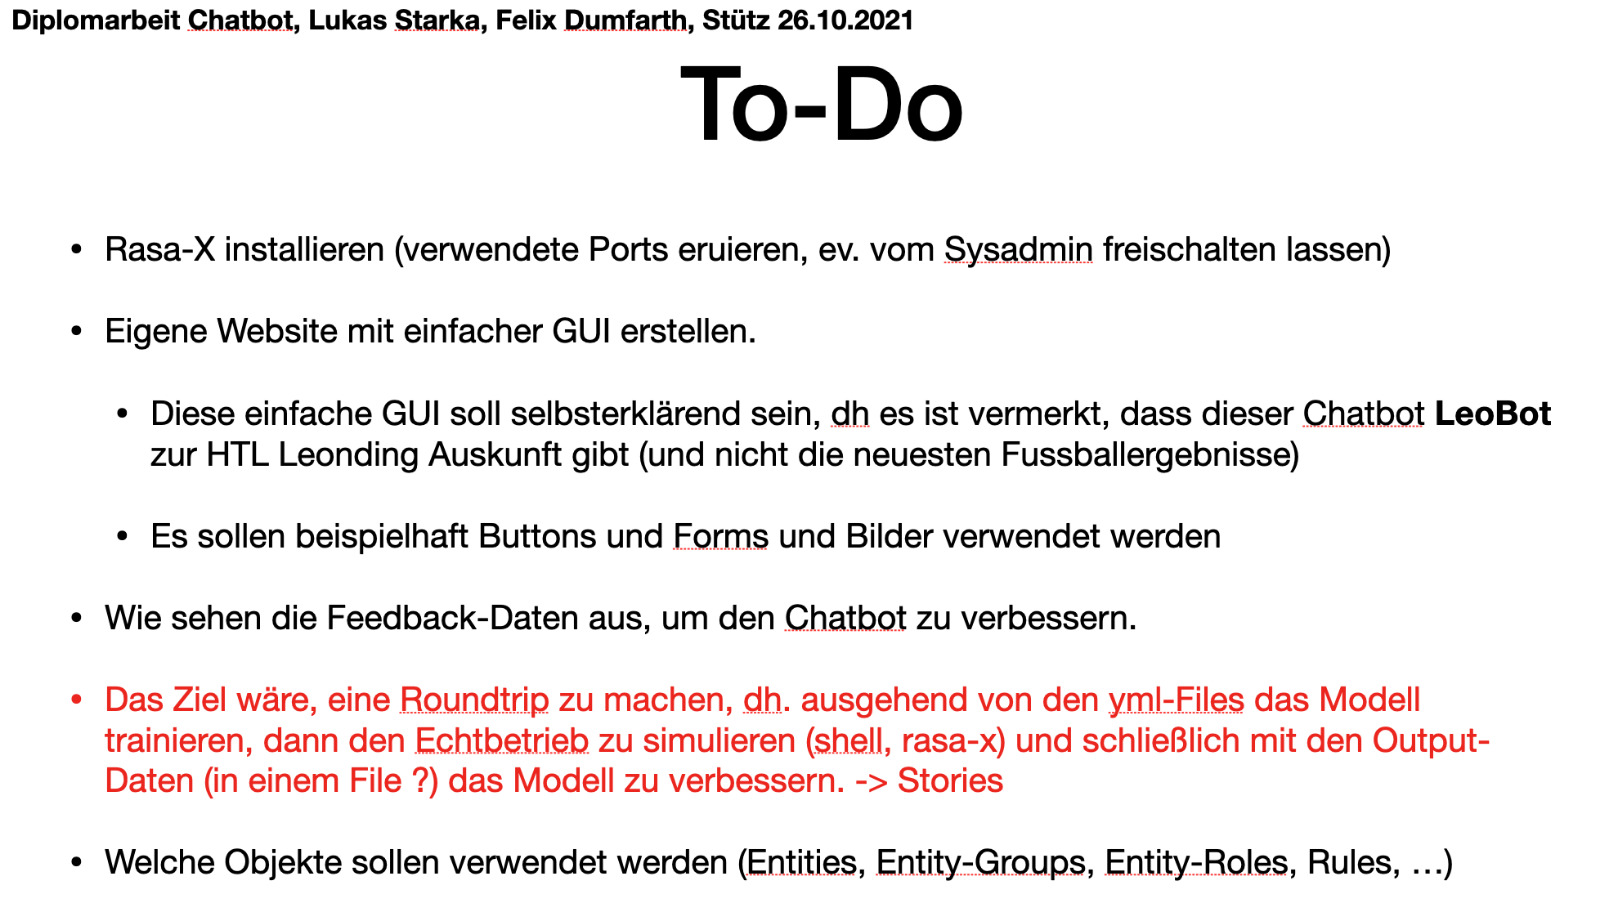 Diplomarbeit Chatbot, Lukas Starka, Felix Dumfarth, Stütz 26.10.2021
To-Do
• Rasa-X installieren (verwendete Ports eruieren, ev. vom Sysadmin freischalten lassen)
• Eigene Website mit einfacher GUI erstellen.
• Diese einfache GUI soll selbsterklärend sein, dh es ist vermerkt, dass dieser Chatbot LeoBot
zur HTL Leonding Auskunft gibt (und nicht die neuesten Fussballergebnisse)
• Es sollen beispielhaft Buttons und Forms und Bilder verwendet werden
• Wie sehen die Feedback-Daten aus, um den Chatbot zu verbessern.
• Das Ziel wäre, eine Roundtrip zu machen, dh. ausgehend von den yml-Files das Modell
trainieren, dann den Echtbetrieb zu simulieren (shell, rasa-x) und schließlich mit den Output-
Daten (in einem File ?) das Modell zu verbessern. -> Stories
• Welche Objekte sollen verwendet werden (Entities, Entity-Groups, Entity-Roles, Rules, …)